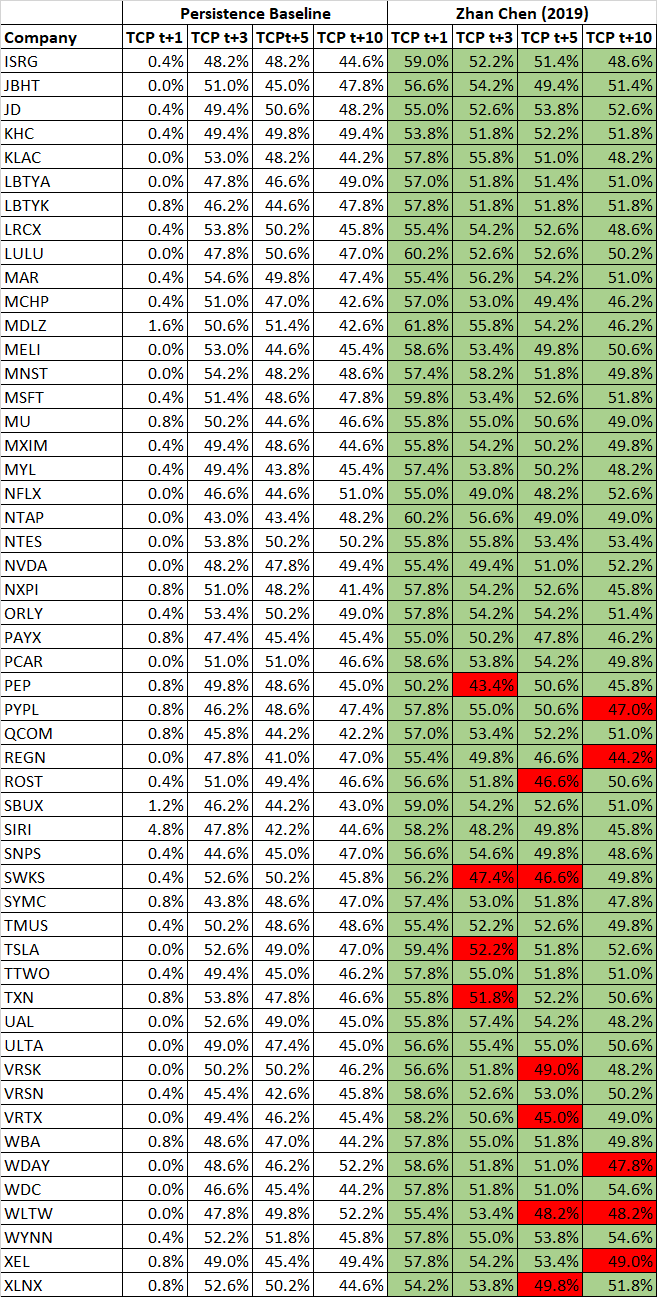 Persistence Baseline Zhan Chen (2019)
Company TCP t+1 TCP t+3 TCPt+5 TCP t+10 TCP t+1 TCP t+3 TCP t+5 TCP t+10
ISRG 0.4% 48.2% 48.2% 44.6% 59.0% 52.2% 51.4% 48.6%
JBHT 0.0% 51.0% 45.0% 47.8% 56.6% 54.2% 49.4% 51.4%
JD 0.4% 49.4% 50.6% 48.2% 55.0% 52.6% 53.8% 52.6%
KHC 0.4% 49.4% 49.8% 49.4% 53.8% 51.8% 52.2% 51.8%
KLAC 0.0% 53.0% 48.2% 44.2% 57.8% 55.8% 51.0% 48.2%
LBTYA 0.0% 47.8% 46.6% 49.0% 57.0% 51.8% 51.4% 51.0%
LBTYK 0.8% 46.2% 44.6% 47.8% 57.8% 51.8% 51.8% 51.8%
LRCX 0.4% 53.8% 50.2% 45.8% 55.4% 54.2% 52.6% 48.6%
LULU 0.0% 47.8% 50.6% 47.0% 60.2% 52.6% 52.6% 50.2%
MAR 0.4% 54.6% 49.8% 47.4% 55.4% 56.2% 54.2% 51.0%
MCHP 0.4% 51.0% 47.0% 42.6% 57.0% 53.0% 49.4% 46.2%
MDLZ 1.6% 50.6% 51.4% 42.6% 61.8% 55.8% 54.2% 46.2%
MELI 0.0% 53.0% 44.6% 45.4% 58.6% 53.4% 49.8% 50.6%
MNST 0.0% 54.2% 48.2% 48.6% 57.4% 58.2% 51.8% 49.8%
MSFT 0.4% 51.4% 48.6% 47.8% 59.8% 53.4% 52.6% 51.8%
MU 0.8% 50.2% 44.6% 46.6% 55.8% 55.0% 50.6% 49.0%
MXIM 0.4% 49.4% 48.6% 44.6% 55.8% 54.2% 50.2% 49.8%
MYL 0.4% 49.4% 43.8% 45.4% 57.4% 53.8% 50.2% 48.2%
NFLX 0.0% 46.6% 44.6% 51.0% 55.0% 49.0% 48.2% 52.6%
NTAP 0.0% 43.0% 43.4% 48.2% 60.2% 56.6% 49.0% 49.0%
NTES 0.0% 53.8% 50.2% 50.2% 55.8% 55.8% 53.4% 53.4%
NVDA 0.0% 48.2% 47.8% 49.4% 55.4% 49.4% 51.0% 52.2%
NXPI 0.8% 51.0% 48.2% 41.4% 57.8% 54.2% 52.6% 45.8%
ORLY 0.4% 53.4% 50.2% 49.0% 57.8% 54.2% 54.2% 51.4%
PAYX 0.8% 47.4% 45.4% 45.4% 55.0% 50.2% 47.8% 46.2%
PCAR 0.0% 51.0% 51.0% 46.6% 58.6% 53.8% 54.2% 49.8%
PEP 0.8% 49.8% 48.6% 45.0% 50.2% 43.4% 50.6% 45.8%
PYPL 0.8% 46.2% 48.6% 47.4% 57.8% 55.0% 50.6% 47.0%
QCOM 0.8% 45.8% 44.2% 42.2% 57.0% 53.4% 52.2% 51.0%
REGN 0.0% 47.8% 41.0% 47.0% 55.4% 49.8% 46.6% 44.2%
ROST 0.4% 51.0% 49.4% 46.6% 56.6% 51.8% 46.6% 50.6%
SBUX 1.2% 46.2% 44.2% 43.0% 59.0% 54.2% 52.6% 51.0%
SIRI 4.8% 47.8% 42.2% 44.6% 58.2% 48.2% 49.8% 45.8%
SNPS 0.4% 44.6% 45.0% 47.0% 56.6% 54.6% 49.8% 48.6%
SWKS 0.4% 52.6% 50.2% 45.8% 56.2% 47.4% 46.6% 49.8%
SYMC 0.8% 43.8% 48.6% 47.0% 57.4% 53.0% 51.8% 47.8%
TMUS 0.4% 50.2% 48.6% 48.6% 55.4% 52.2% 52.6% 49.8%
TSLA 0.0% 52.6% 49.0% 47.0% 59.4% 52.2% 51.8% 52.6%
TTWO 0.4% 49.4% 45.0% 46.2% 57.8% 55.0% 51.8% 51.0%
TXN 0.8% 53.8% 47.8% 46.6% 55.8% 51.8% 52.2% 50.6%
UAL 0.0% 52.6% 49.0% 45.0% 55.8% 57.4% 54.2% 48.2%
ULTA 0.0% 49.0% 47.4% 45.0% 56.6% 55.4% 55.0% 50.6%
VRSK 0.0% 50.2% 50.2% 46.2% 56.6% 51.8% 49.0% 48.2%
VRSN 0.4% 45.4% 42.6% 45.8% 58.6% 52.6% 53.0% 50.2%
VRTX 0.0% 49.4% 46.2% 45.4% 58.2% 50.6% 45.0% 49.0%
WBA 0.8% 48.6% 47.0% 44.2% 57.8% 55.0% 51.8% 49.8%
WDAY 0.0% 48.6% 46.2% 52.2% 58.6% 51.8% 51.0% 47.8%
WDC 0.0% 46.6% 45.4% 44.2% 57.8% 51.8% 51.0% 54.6%
WLTW 0.0% 47.8% 49.8% 52.2% 55.4% 53.4% 48.2% 48.2%
WYNN 0.4% 52.2% 51.8% 45.8% 57.8% 55.0% 53.8% 54.6%
XEL 0.8% 49.0% 45.4% 49.4% 57.8% 54.2% 53.4% 49.0%
XLNX 0.8% 52.6% 50.2% 44.6% 54.2% 53.8% 49.8% 51.8%